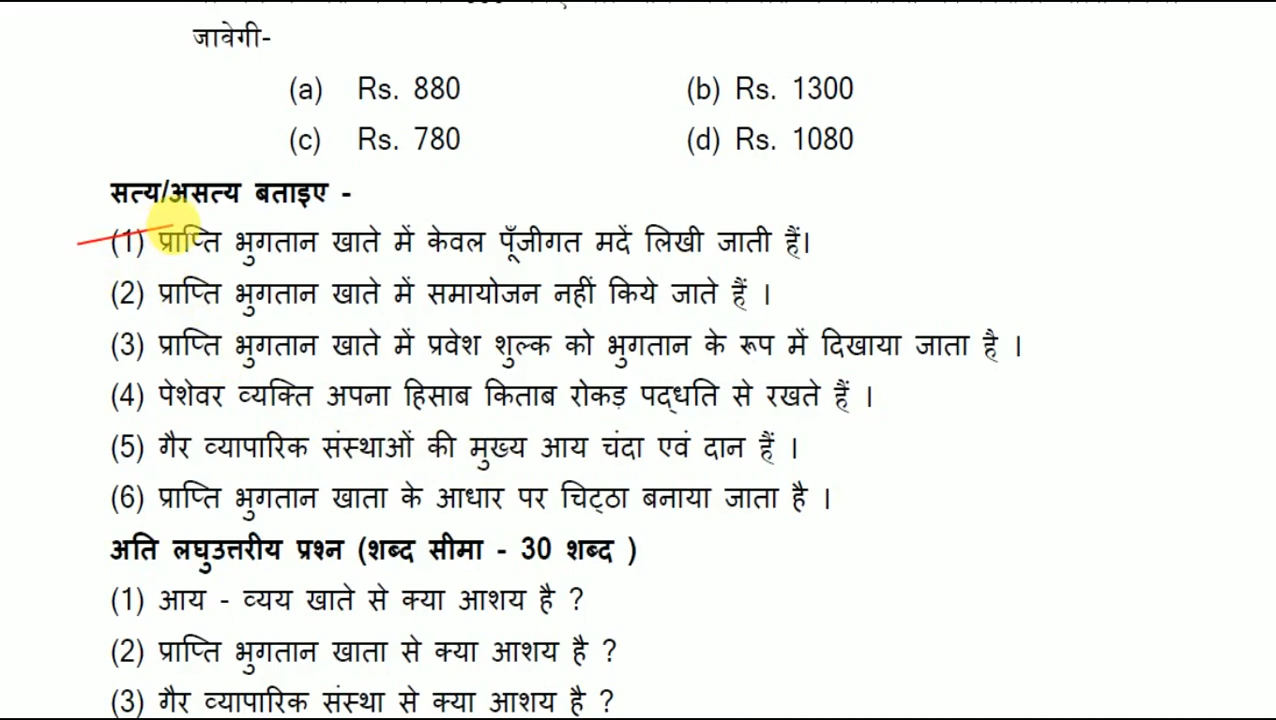 जावेगी-
(a) Rs. 880 (b) Rs. 1300
(c) Rs. 780 (d) Rs. 1080
सत्य/असत्य बताइए -
(1) प्राप्ति भुगतान खाते में केवल पूँजीगत मदें लिखी जाती हैं।
(2) प्राप्ति भुगतान खाते में समायोजन नहीं किये जाते हैं ।
(3) प्राप्ति भुगतान खाते में प्रवेश शुल्क को भुगतान के रूप में दिखाया जाता है ।
(4) पेशेवर व्यक्ति अपना हिसाब किताब रोकड़ पद्धति से रखते हैं ।
(5) गैर व्यापारिक संस्थाओं की मुख्य आय चंदा एवं दान हैं ।
(6) प्राप्ति भुगतान खाता के आधार पर चिट्ठा बनाया जाता है ।
अति लघुउत्तरीय प्रश्न (शब्द सीमा - 30 शब्द )
(1) आय - व्यय खाते से क्या आशय है ?
(2) प्राप्ति भुगतान खाता से क्या आशय है ?
(3) गैर व्यापारिक संस्था से क्या आशय है ?